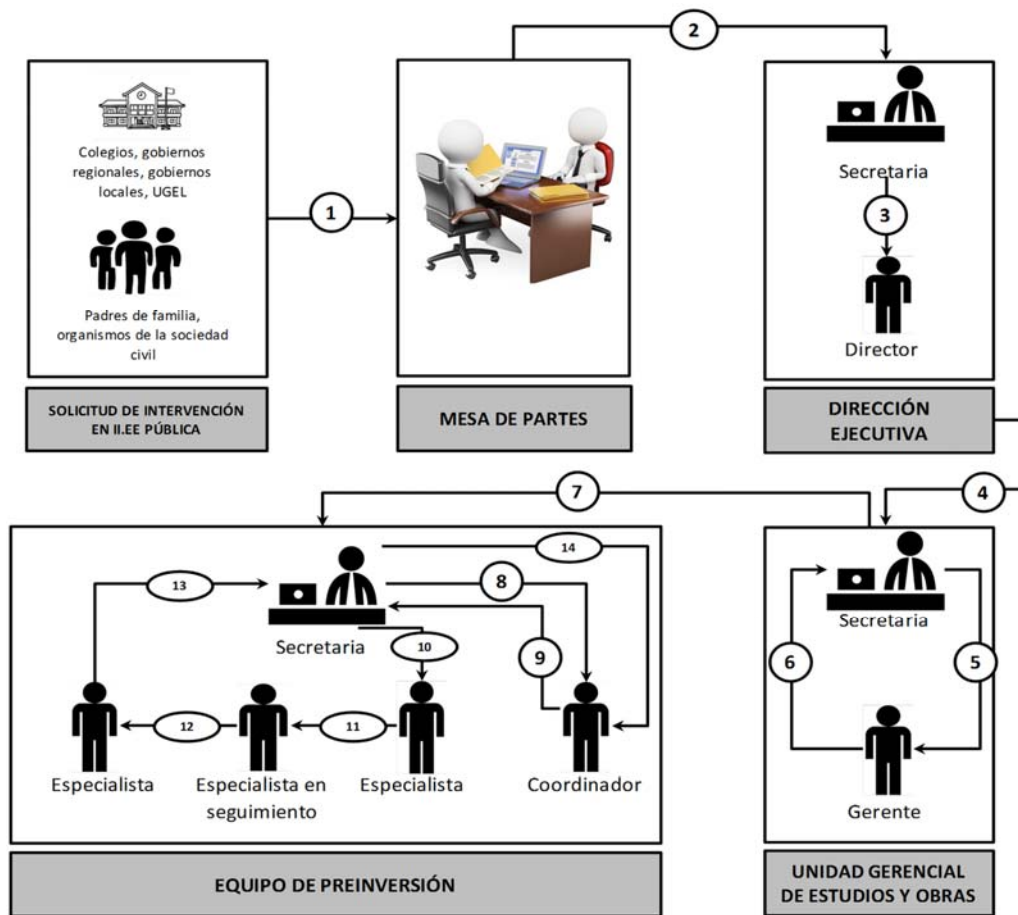 2
Colegios, gobiernos
regionales, gobiernos
locales, UGEL
Padres de familia,
organismos de la sociedad
civil
SOLICITUD DE INTERVENCIÓN
EN II.EE PÚBLICA
1
MESA DE PARTES
Secretaria
3
Director
DIRECCIÓN
EJECUTIVA
7
4
13
14
8
Secretaria
10
9
12
11
Especialista
Especialista en
seguimiento
Especialista
Coordinador
EQUIPO DE PREINVERSIÓN
Secretaria
6
5
Gerente
UNIDAD GERENCIAL
DE ESTUDIOS Y OBRAS